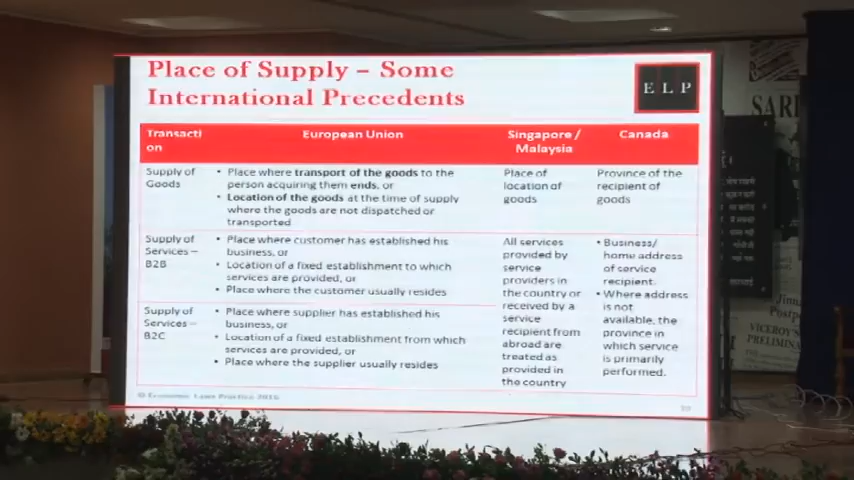 Place of Supply – Some
International Precedents
E L P
Transacti
on
European Union
Singapore /
Malaysia
Canada
Supply of
Goods
• Place where transport of the goods to the
person acquiring them ends, or
• Location of the goods at the time of supply
where the goods are not dispatched or
transported
Place of
location of
goods
Province of the
recipient of
goods
Supply of
Services –
B2B
• Place where customer has established his
business, or
• Location of a fixed establishment to which
services are provided, or
• Place where the customer usually resides
All services
provided by
service
providers in
the country or
received by a
service
recipient from
abroad are
treated as
provided in
the country
• Business/
home address
of service
recipient.
• Where address
is not
available, the
province in
which service
is primarily
performed.
Supply of
Services –
B2C
• Place where supplier has established his
business, or
• Location of a fixed establishment from which
services are provided, or
• Place where the supplier usually resides
© Economic Laws Practice 2016
SARD
Jinna
VICEROY'S
PRELIMINA